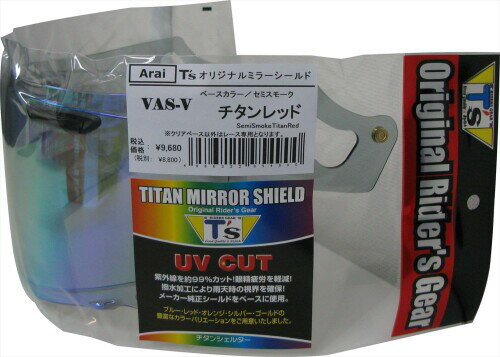 Arai T's オリジナルミラーシールド
ベースカラー/セミスモーク
VAS-V チタンレッド
SemiSmokeTitanRed
※クリアベース以外はレース専用となります。
税込価格: ¥9,680
(税別: ¥8,800)
TITAN MIRROR SHIELD
Original Rider's Gear
T's
UV CUT
紫外線を約99%カット!眼精疲労を軽減!
撥水加工により雨天時の視界を確保!
メーカー純正シールドをベースに使用。
ブルー・レッド・オレンジ・シルバー・ゴールドの
豊富なカラーバリエーションをご用意いたしました。
チタンシェルター
T's
Original Rider's Gear